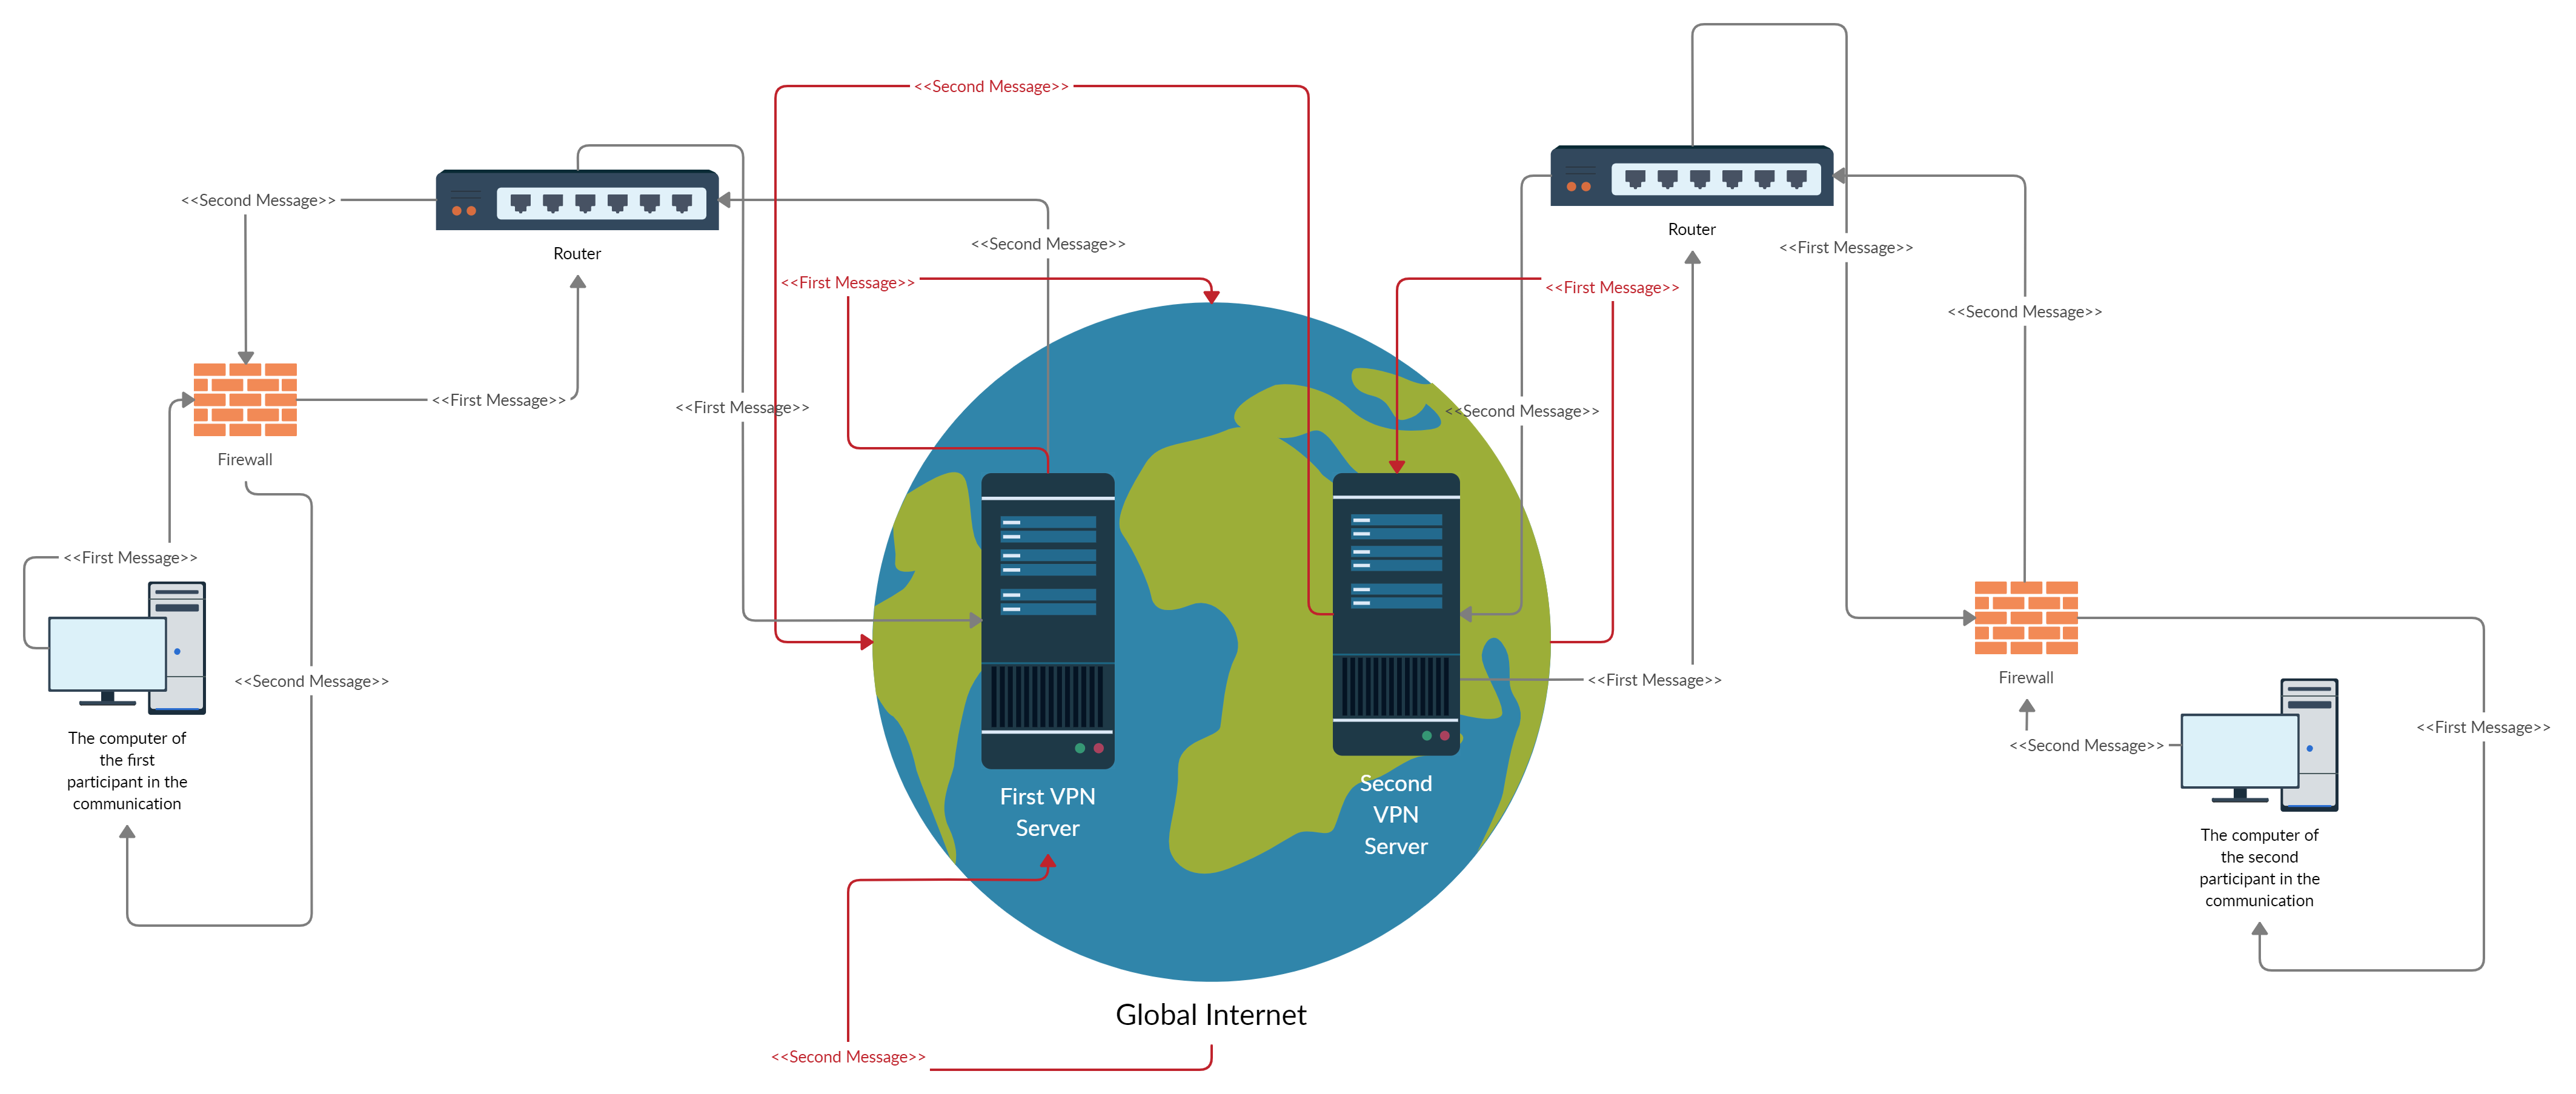 <<Second Message>>
<<Second Message>>
Router
Router
<<Second Message>>
<<First Message>>
<<First Message>>
<<First Message>>
<<Second Message>>
<<First Message>>
<<First Message>>
<<Second Message>>
Firewall
<<First Message>>
<<Second Message>>
<<First Message>>
Firewall
<<First Message>>
<<Second Message>>
The computer of
the first
participant in the
communication
First VPN
Server
Second
VPN
Server
The computer of
the second
participant in the
communication
Global Internet
<<Second Message>>